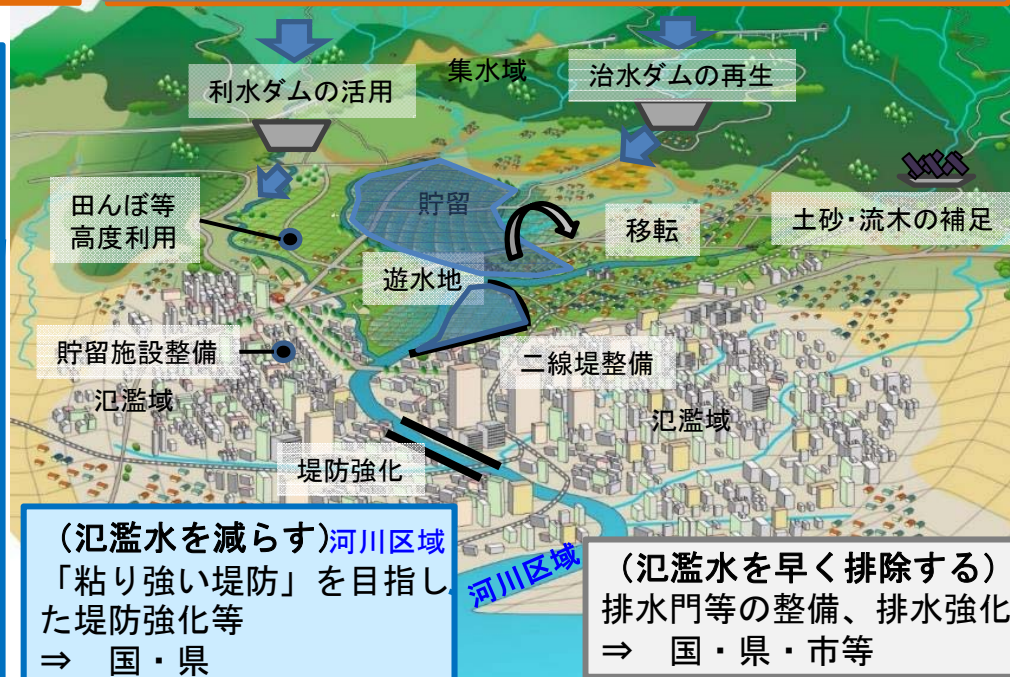 集水域
利水ダムの活用
治水ダムの再生
田んぼ等
高度利用
貯留
移転
土砂・流木の補足
遊水地
貯留施設整備
二線堤整備
氾濫域
氾濫域
堤防強化
（氾濫水を減らす）河川区域
「粘り強い堤防」を目指し
た堤防強化等
⇒ 国・県
河川区域
（氾濫水を早く排除する）
排水門等の整備、排水強化
⇒ 国・県・市等